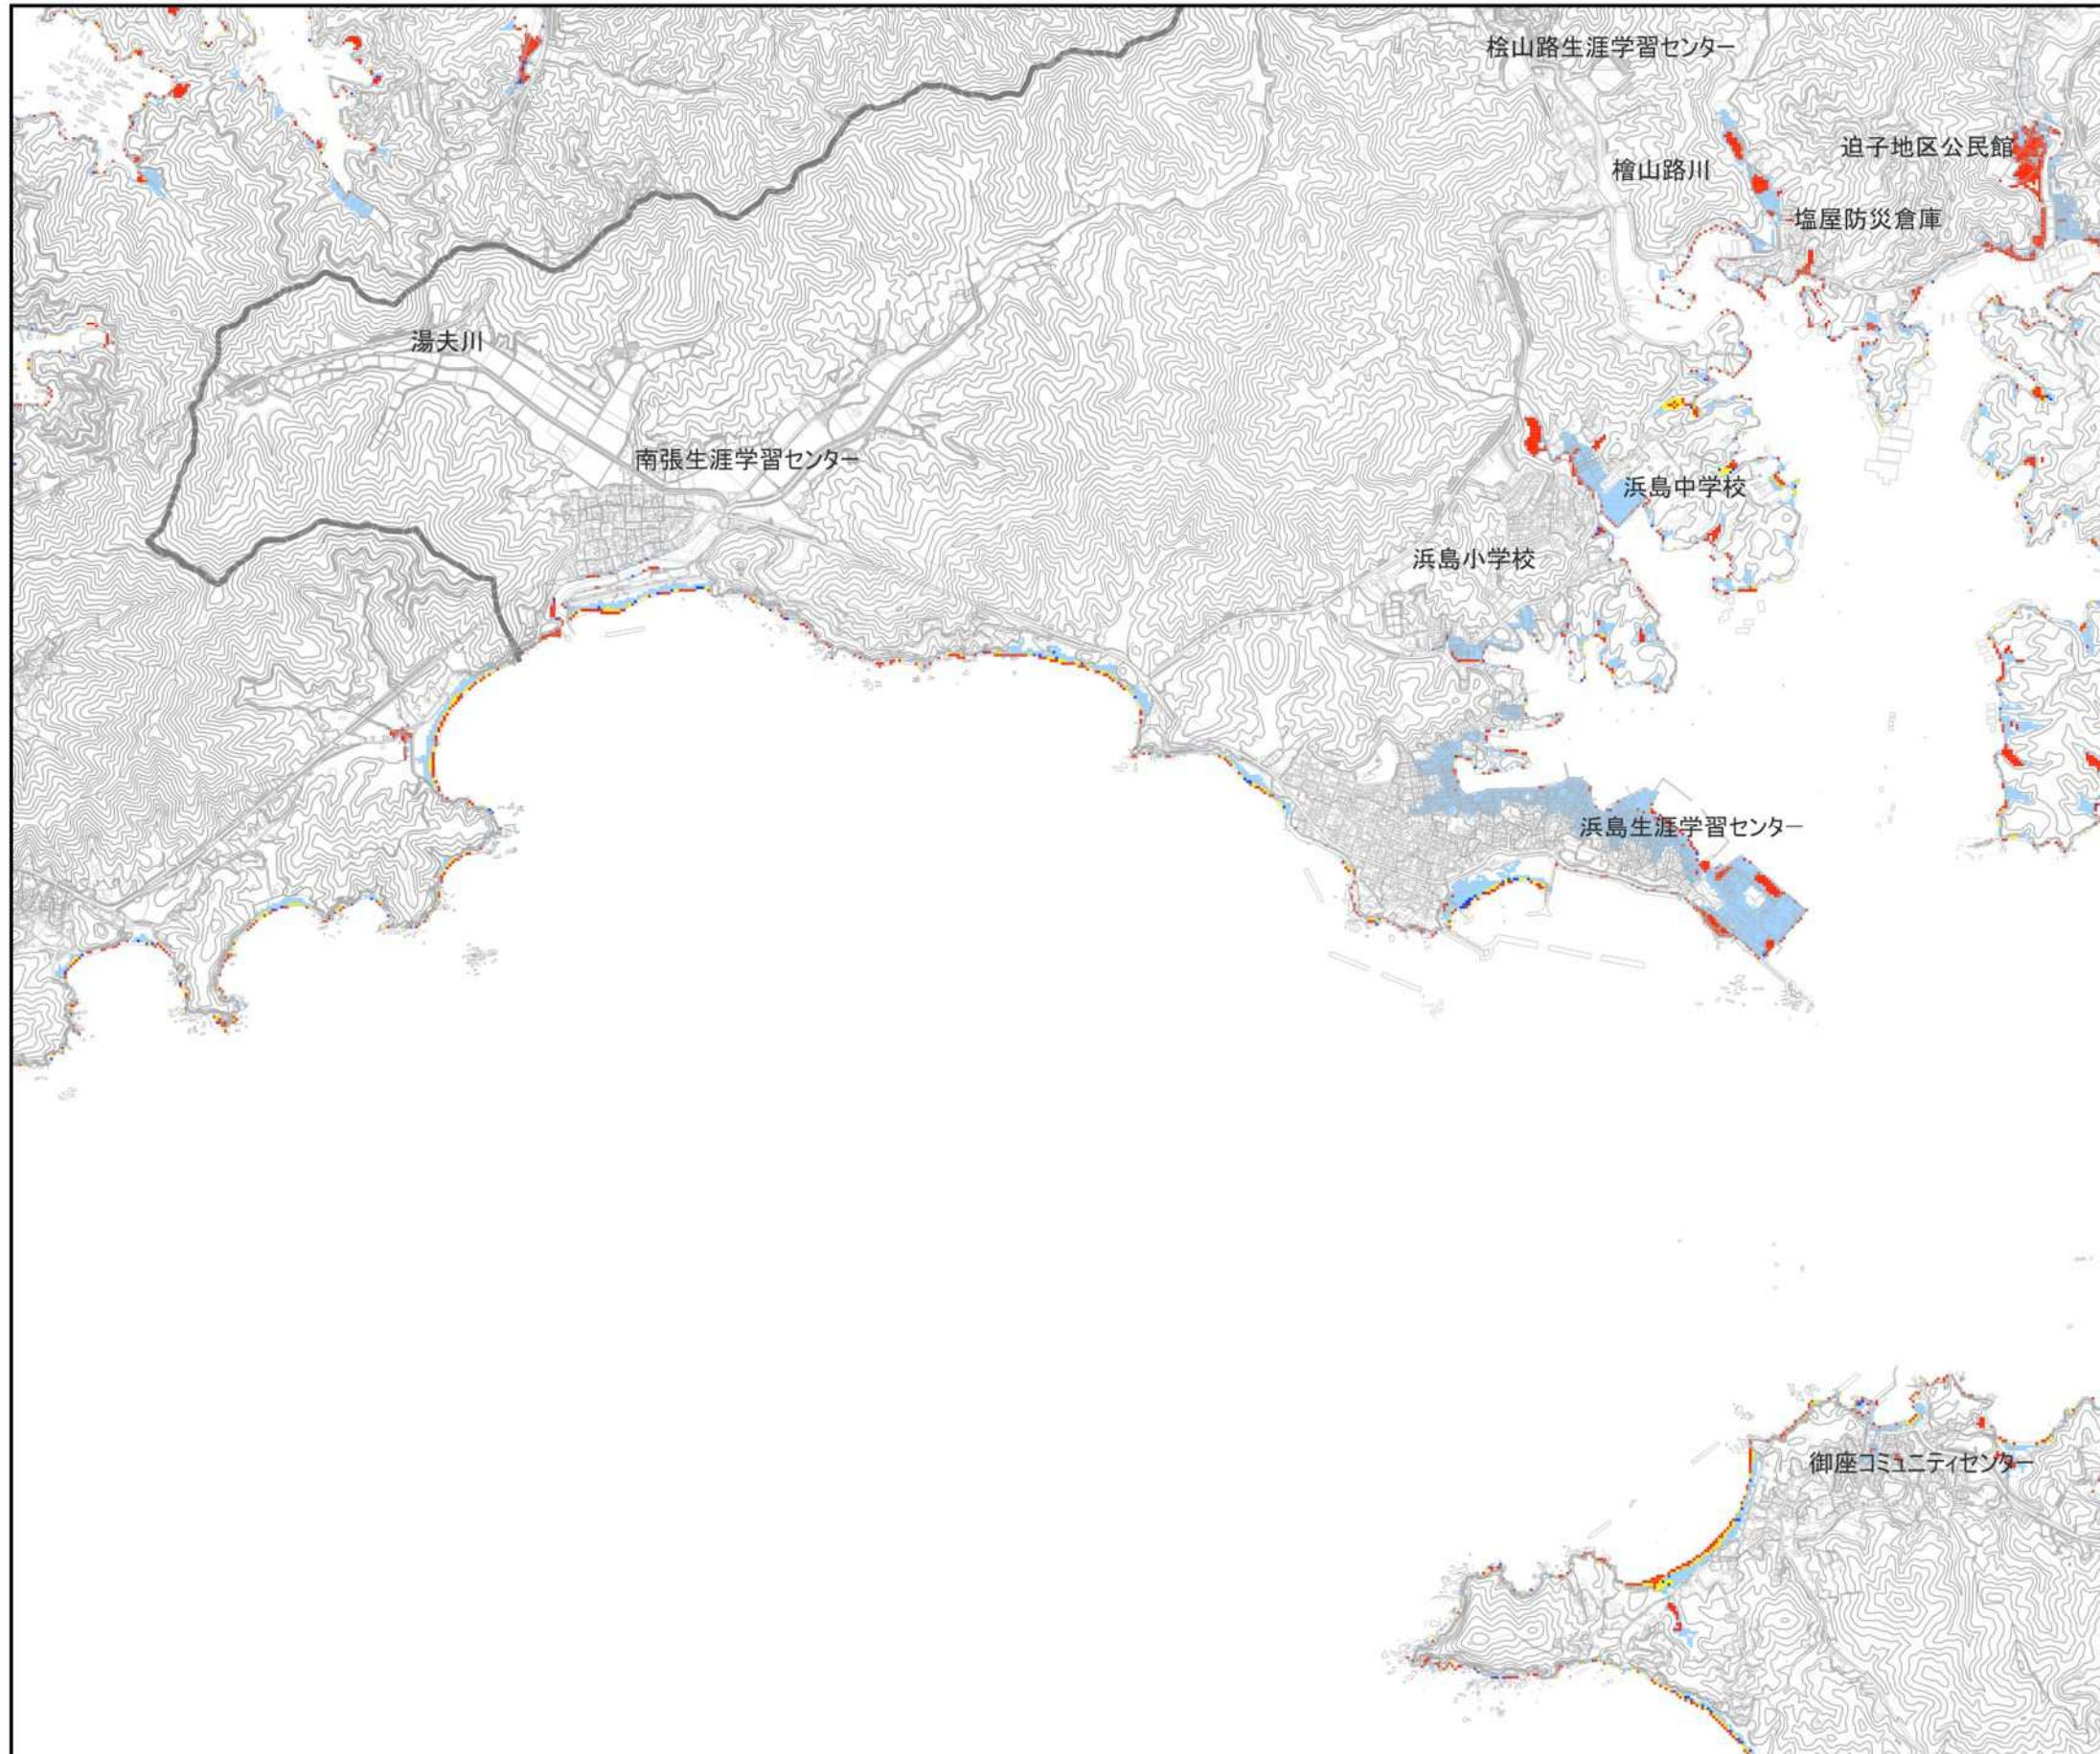 桧山路生涯学習センター
迫子地区公民館
檜山路川
塩屋防災倉庫
湯夫川
南張生涯学習センター
浜島中学校
浜島小学校
浜島生涯学習センター
御座コミュニティセンター